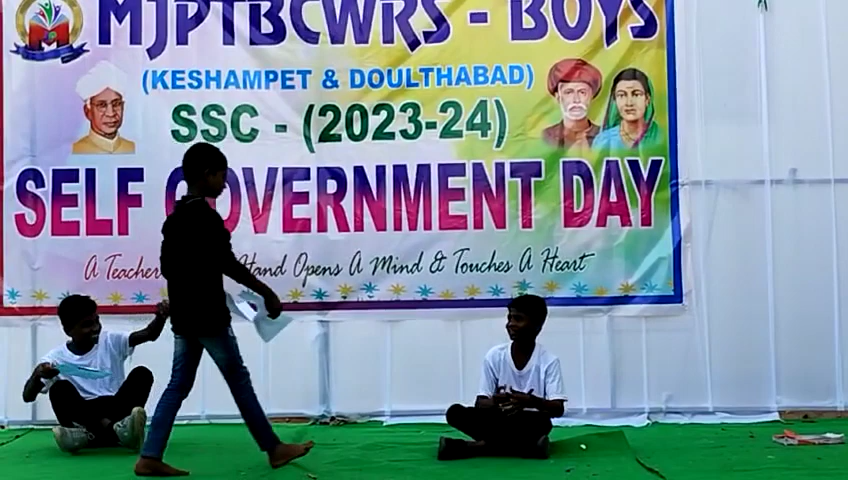 MJPTBCWRS - BOYS
(KESHAMPET & DOULTHABAD)
SSC - (2023-24)
SELF GOVERNMENT DAY
A Teacher Hand Opens A Mind & Touches A Heart